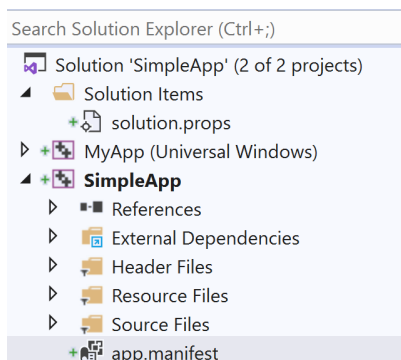 Search Solution Explorer (Ctrl+;)
Solution 'SimpleApp' (2 of 2 projects)
Solution Items
solution.props
MyApp (Universal Windows)
SimpleApp
References
External Dependencies
Header Files
Resource Files
Source Files
app.manifest